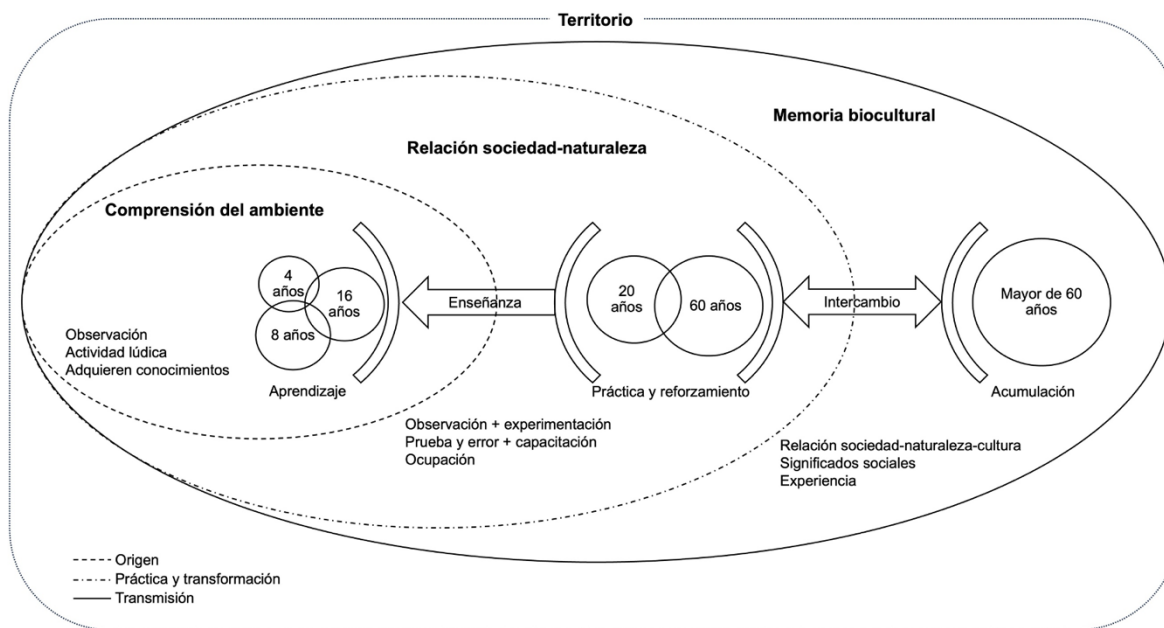 Territorio
Memoria biocultural
Relación sociedad-naturaleza
Comprensión del ambiente
4
años
16
años
8 años
Enseñanza
20
años
60 años
Intercambio
Mayor de 60
años
Observación
Actividad lúdica
Adquieren conocimientos
Aprendizaje
Práctica y reforzamiento
Acumulación
Observación + experimentación
Prueba y error + capacitación
Ocupación
Relación sociedad-naturaleza-cultura
Significados sociales
Experiencia
Origen
Práctica y transformación
Transmisión